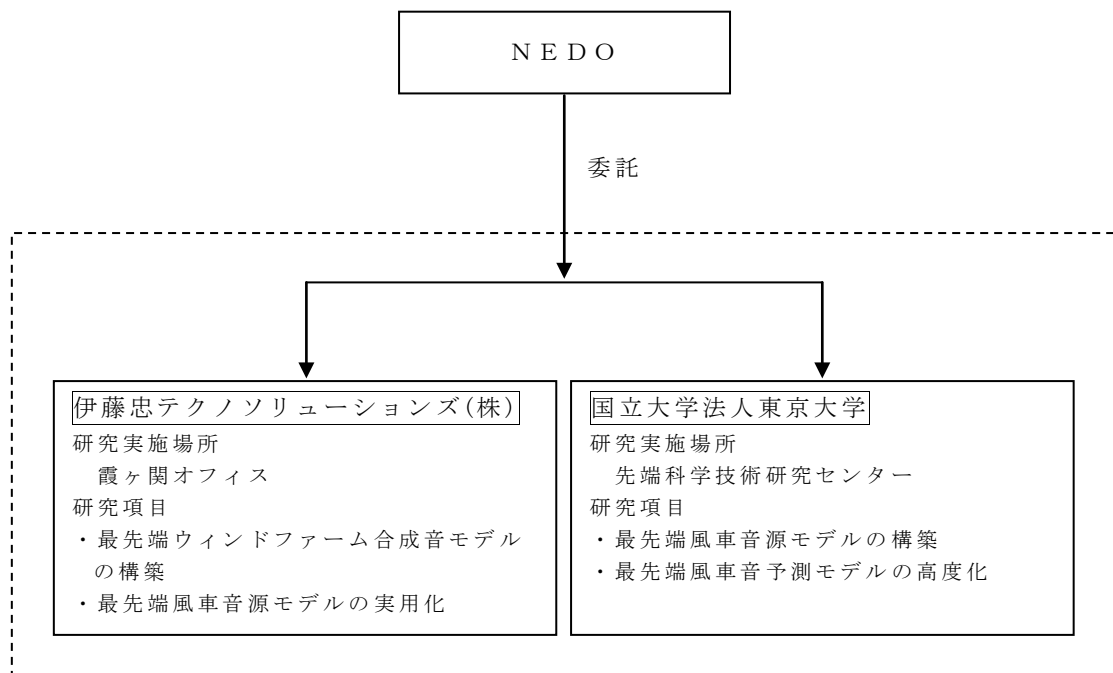 NEDO
委託
伊藤忠テクノソリューションズ(株)
研究実施場所
霞ヶ関オフィス
研究項目
・最先端ウィンドファーム合成音モデル
の構築
・最先端風車音源モデルの実用化
国立大学法人東京大学
研究実施場所
先端科学技術研究センター
研究項目
・最先端風車音源モデルの構築
・最先端風車音予測モデルの高度化